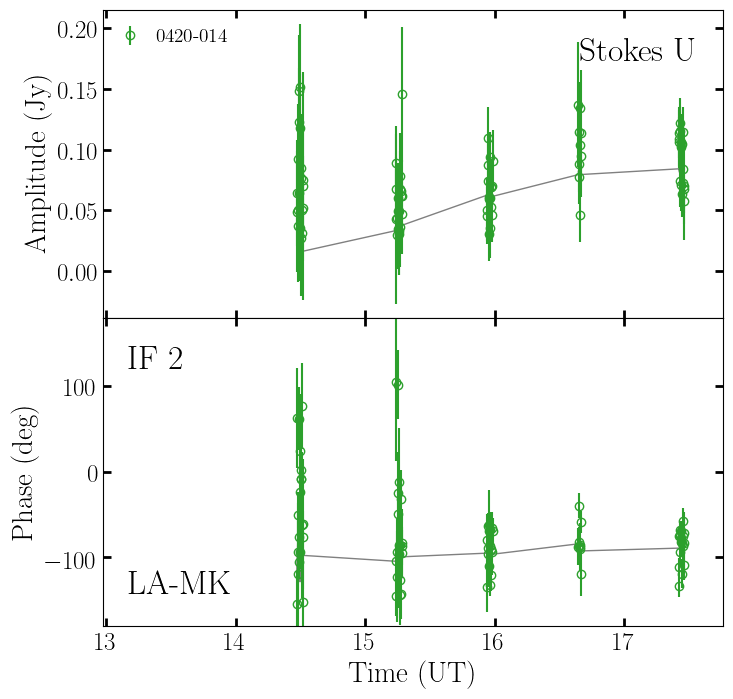 0.20
0420-014
Stokes U
0.15
0.10
0.05
0.00
Amplitude (Jy)
IF 2
100
0
−100
Phase (deg)
LA-MK
13 14 15 16 17
Time (UT)